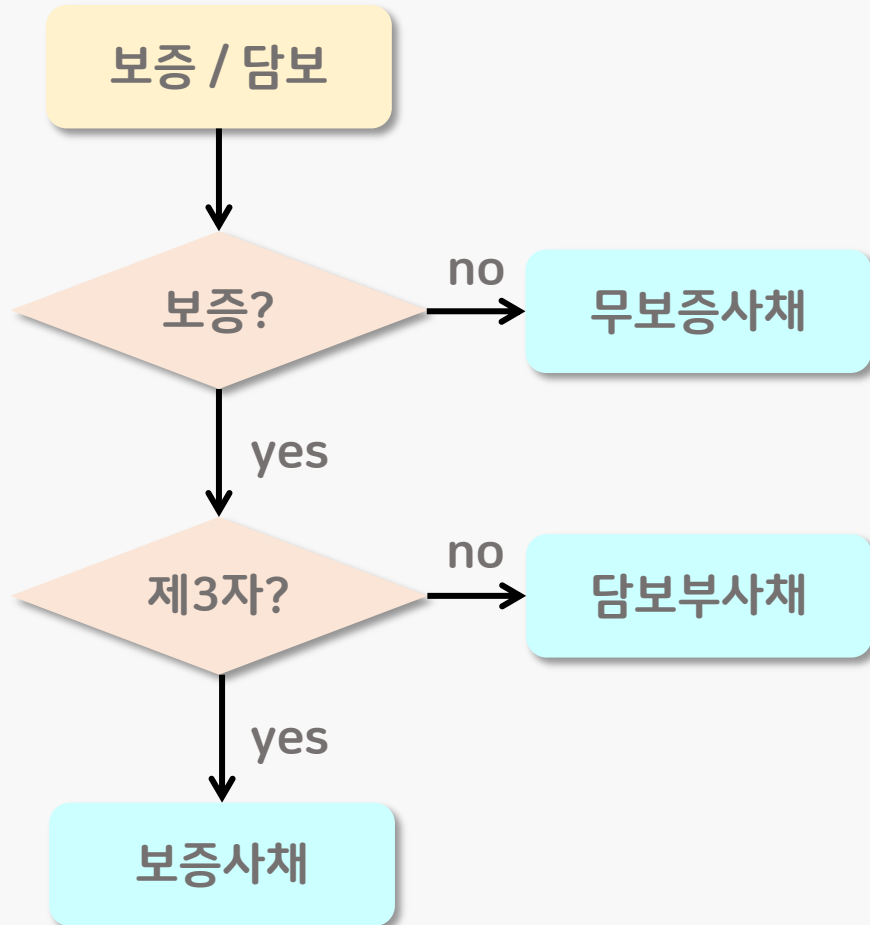 보증 / 담보
보증?
no
무보증사채
yes
제3자?
no
담보부사채
yes
보증사채